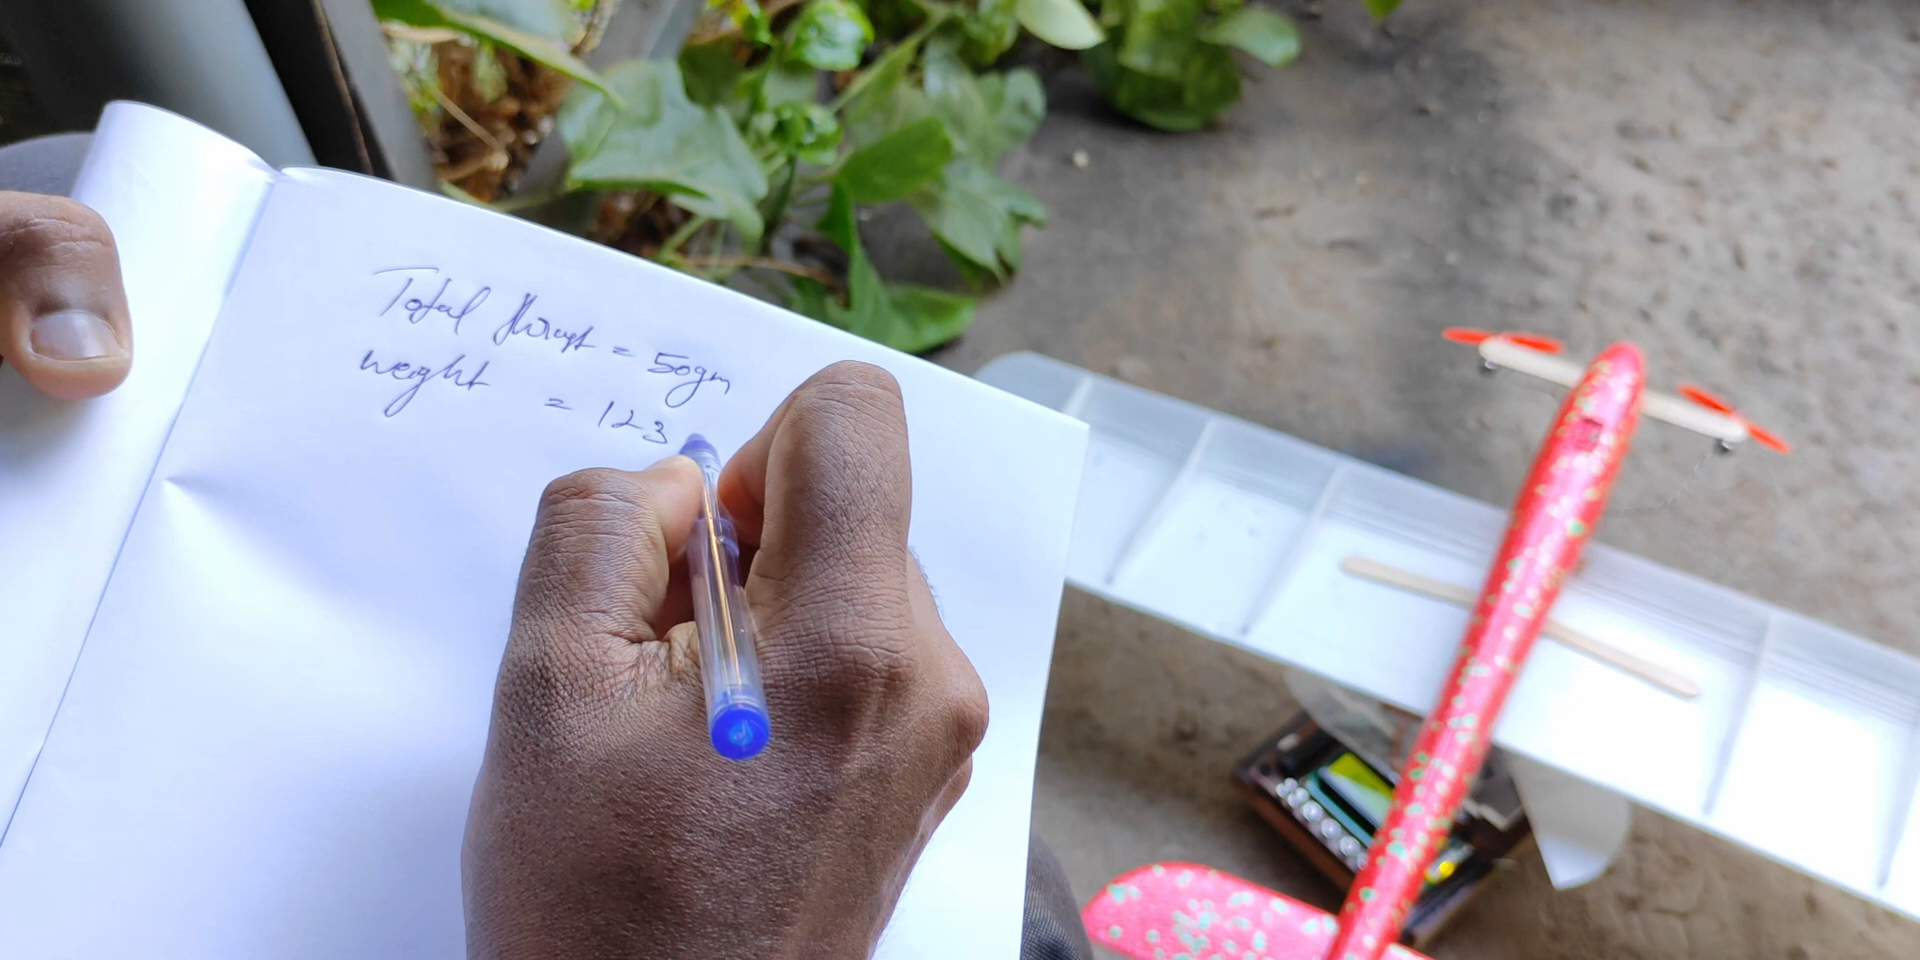 Total thrust = 50gm
weight = 123